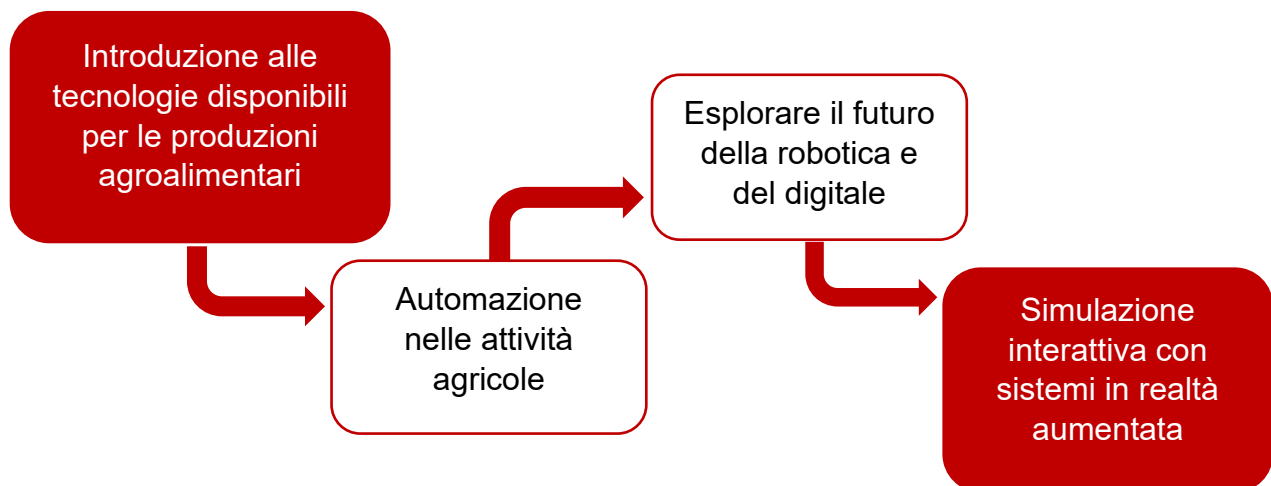 Introduzione alle
tecnologie disponibili
per le produzioni
agroalimentari
Automazione
nelle attività
agricole
Esplorare il futuro
della robotica e
del digitale
Simulazione
interattiva con
sistemi in realtà
aumentata